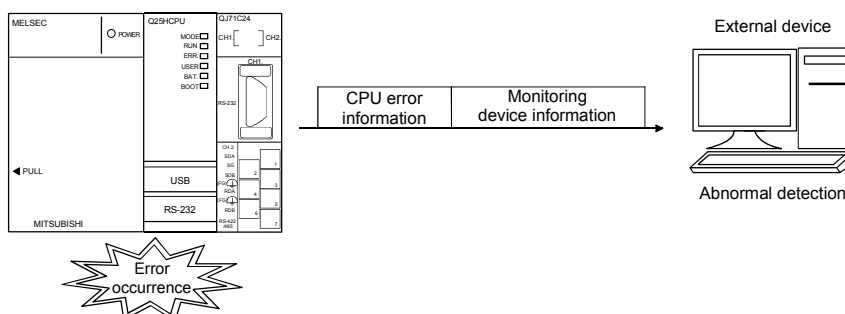 MELSEC
POWER
Q25HCPU
MODE
RUN
ERR.
USER
BAT.
BOOT
QJ71C24
CH1.
CH2.
CH1.
RS-232
PULL
USB
RS-232
MITSUBISHI
CH.2
SDA
SG
SDB
(FG)
RDA
(FG)
RDB
RS-422
/485
1
2
3
4
5
6
7
Error
occurrence
CPU error
information
Monitoring
device information
External device
Abnormal detection